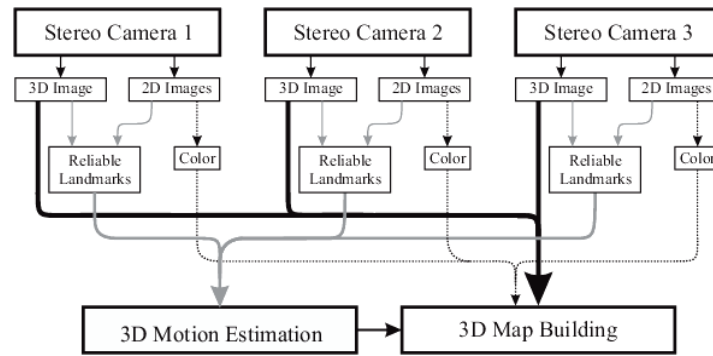 Stereo Camera 1
Stereo Camera 2
Stereo Camera 3
3D Image
2D Images
3D Image
2D Images
3D Image
2D Images
Reliable
Landmarks
Color
Reliable
Landmarks
Color
Reliable
Landmarks
Color
3D Motion Estimation
3D Map Building